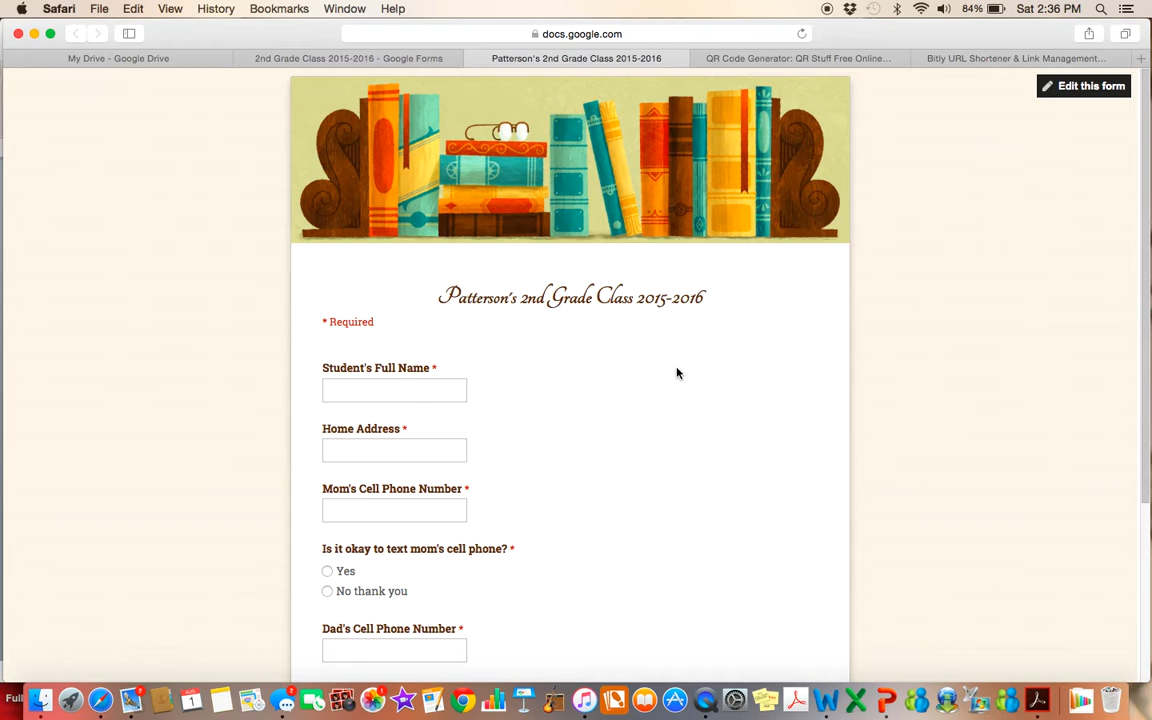 Safari File Edit View History Bookmarks Window Help 84% Sat 2:36 PM
docs.google.com
My Drive - Google Drive 2nd Grade Class 2015-2016 - Google Forms Patterson's 2nd Grade Class 2015-2016 QR Code Generator: QR Stuff Free Online... Bitly URL Shortener & Link Management...
Edit this form
Patterson's 2nd Grade Class 2015-2016
* Required
Student's Full Name *
Home Address *
Mom's Cell Phone Number *
Is it okay to text mom's cell phone? *
Yes
No thank you
Dad's Cell Phone Number *
Full